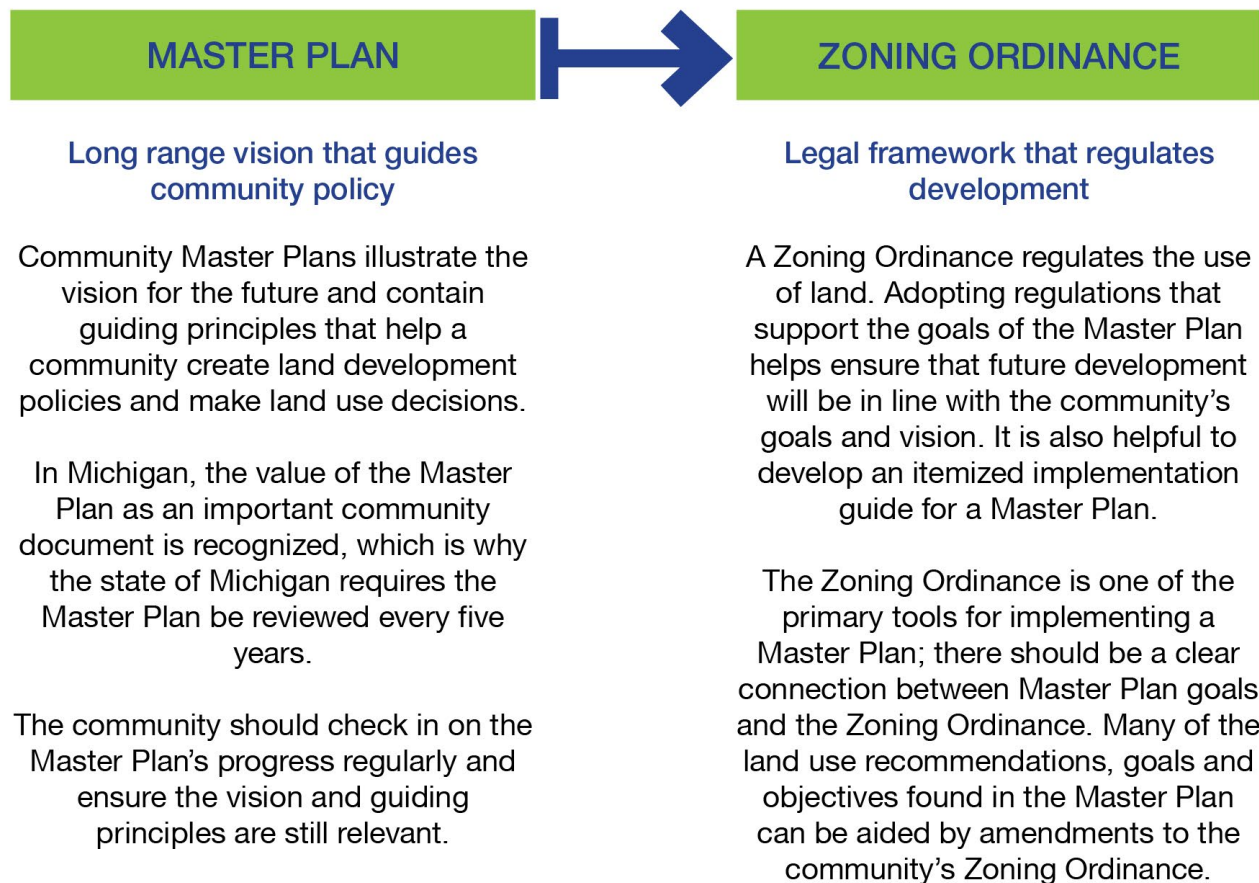 MASTER PLAN
Long range vision that guides
community policy
Community Master Plans illustrate the
vision for the future and contain
guiding principles that help a
community create land development
policies and make land use decisions.
In Michigan, the value of the Master
Plan as an important community
document is recognized, which is why
the state of Michigan requires the
Master Plan be reviewed every five
years.
The community should check in on the
Master Plan’s progress regularly and
ensure the vision and guiding
principles are still relevant.
ZONING ORDINANCE
Legal framework that regulates
development
A Zoning Ordinance regulates the use
of land. Adopting regulations that
support the goals of the Master Plan
helps ensure that future development
will be in line with the community’s
goals and vision. It is also helpful to
develop an itemized implementation
guide for a Master Plan.
The Zoning Ordinance is one of the
primary tools for implementing a
Master Plan; there should be a clear
connection between Master Plan goals
and the Zoning Ordinance. Many of the
land use recommendations, goals and
objectives found in the Master Plan
can be aided by amendments to the
community’s Zoning Ordinance.